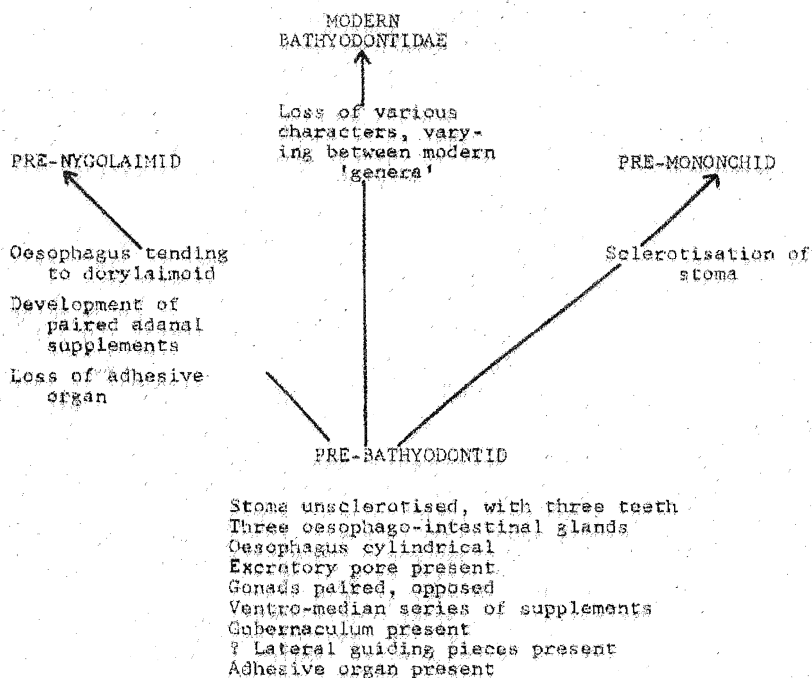 MODERN
BATHYODONTIDAE
Loss of various
characters, vary-
ing between modern
'genera'
PRE-NYGOLAIMID
PRE-MONONCHID
Oesophagus tending
to dorylaimoid
Development of
paired adanal
supplements
Loss of adhesive
organ
Sclerotisation of
stoma
PRE-BATHYODONTID
Stoma unsclerotised, with three teeth
Three oesophago-intestinal glands
Oesophagus cylindrical
Excretory pore present
Gonads paired, opposed
Ventro-median series of supplements
Gubernaculum present
? Lateral guiding pieces present
Adhesive organ present